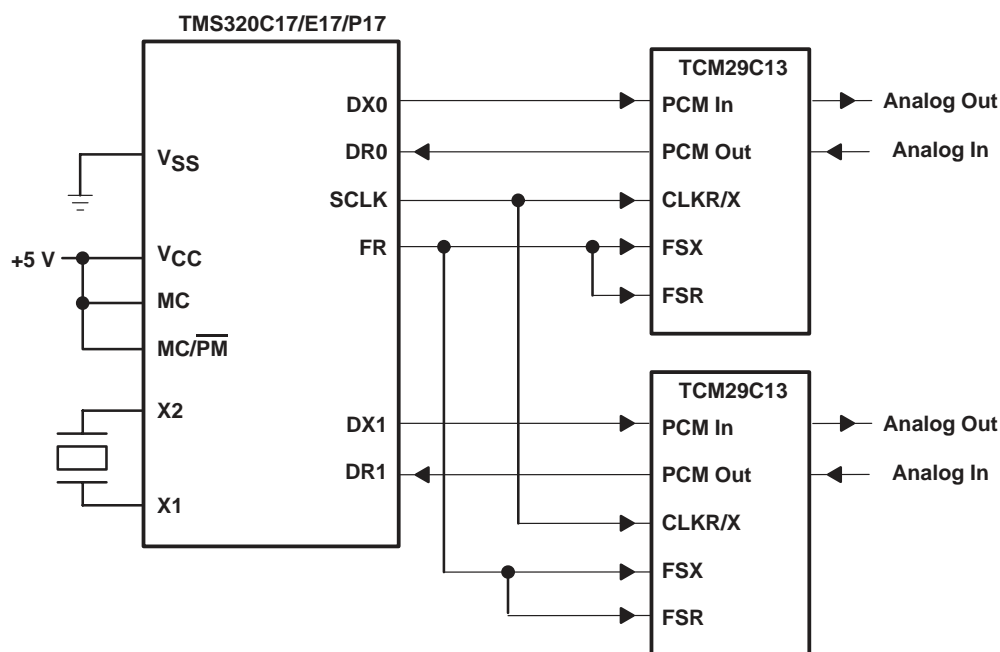 TMS320C17/E17/P17
VSS
+5 V
VCC
MC
MC/PM
X2
X1
DX0
DR0
SCLK
FR
DX1
DR1
TCM29C13
PCM In
PCM Out
CLKR/X
FSX
FSR
Analog Out
Analog In
TCM29C13
PCM In
PCM Out
CLKR/X
FSX
FSR
Analog Out
Analog In